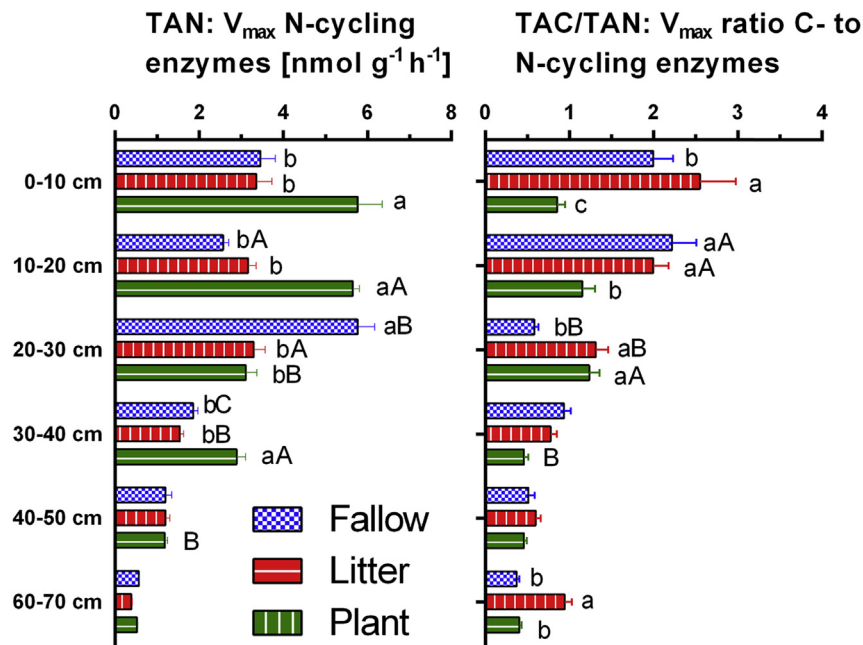 TAN: Vmax N-cycling
enzymes [nmol g-1 h-1]
TAC/TAN: Vmax ratio C- to
N-cycling enzymes
0 2 4 6 8
0 1 2 3 4
0-10 cm
b
b
a
b
a
c
10-20 cm
bA
b
aA
aA
aA
b
20-30 cm
aB
bA
bB
bB
aB
aA
30-40 cm
bC
bB
aA
B
40-50 cm
B
60-70 cm
b
a
b
Fallow
Litter
Plant